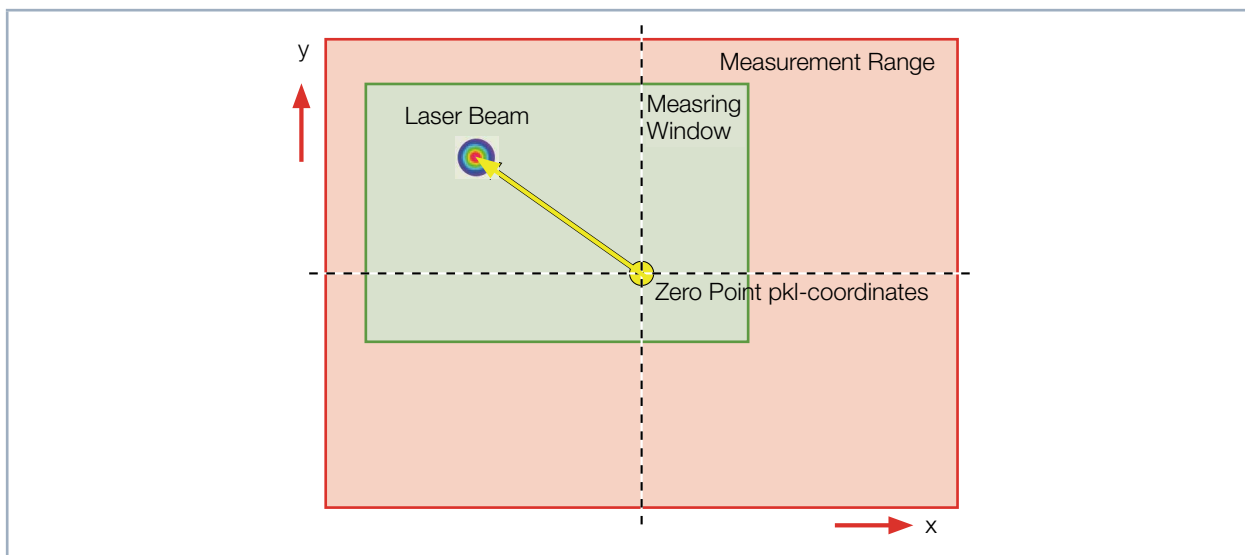 y
Measurement Range
Laser Beam
Measring
Window
Zero Point pkl-coordinates
x